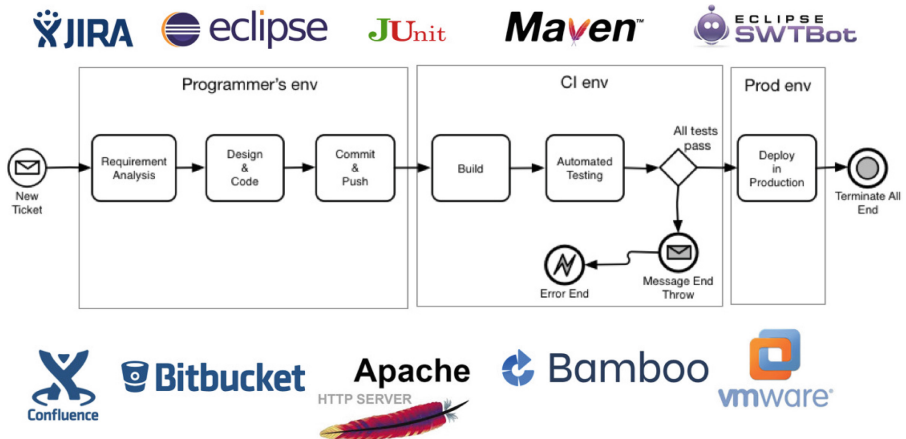 JIRA
eclipse
JUnit
Maven™
ECLIPSE
SWTBot
Programmer's env
CI env
Prod env
All tests
pass
Requirement
Analysis
Design
&
Code
Commit
&
Push
Build
Automated
Testing
Deploy
in
Production
New
Ticket
Terminate All
End
Error End
Message End
Throw
Confluence
Bitbucket
Apache
HTTP SERVER
Bamboo
vmware®